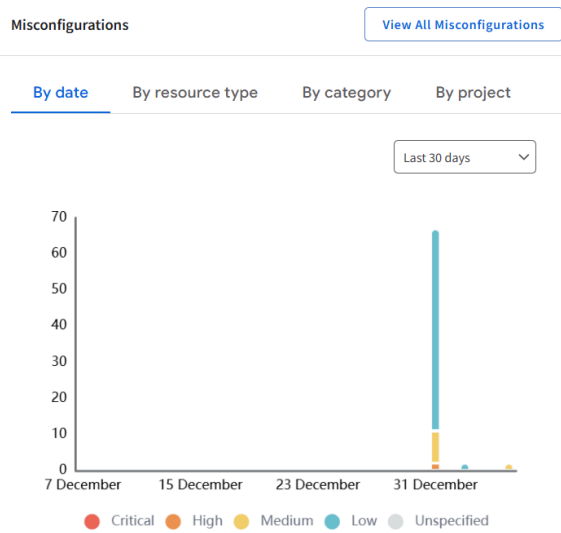 Misconfigurations
View All Misconfigurations
By date By resource type By category By project
Last 30 days
70
60
50
40
30
20
10
0
7 December 15 December 23 December 31 December
Critical High Medium Low Unspecified